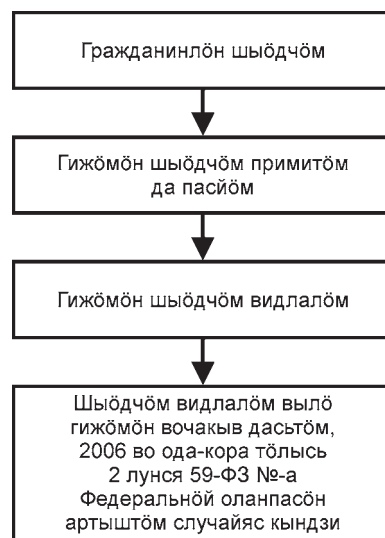 Гражданинлӧн шыӧдчӧм
Гижӧмӧн шыӧдчӧм примитӧм
да пасйӧм
Гижӧмӧн шыӧдчӧм видлалӧм
Шыӧдчӧм видлалӧм вылӧ
гижӧмӧн вочакыв дасьтӧм,
2006 во ода-кора тӧлысь
2 лунся 59-ФЗ №-а
Федеральнӧй оланпасӧн
артыштӧм случайяс кындзи